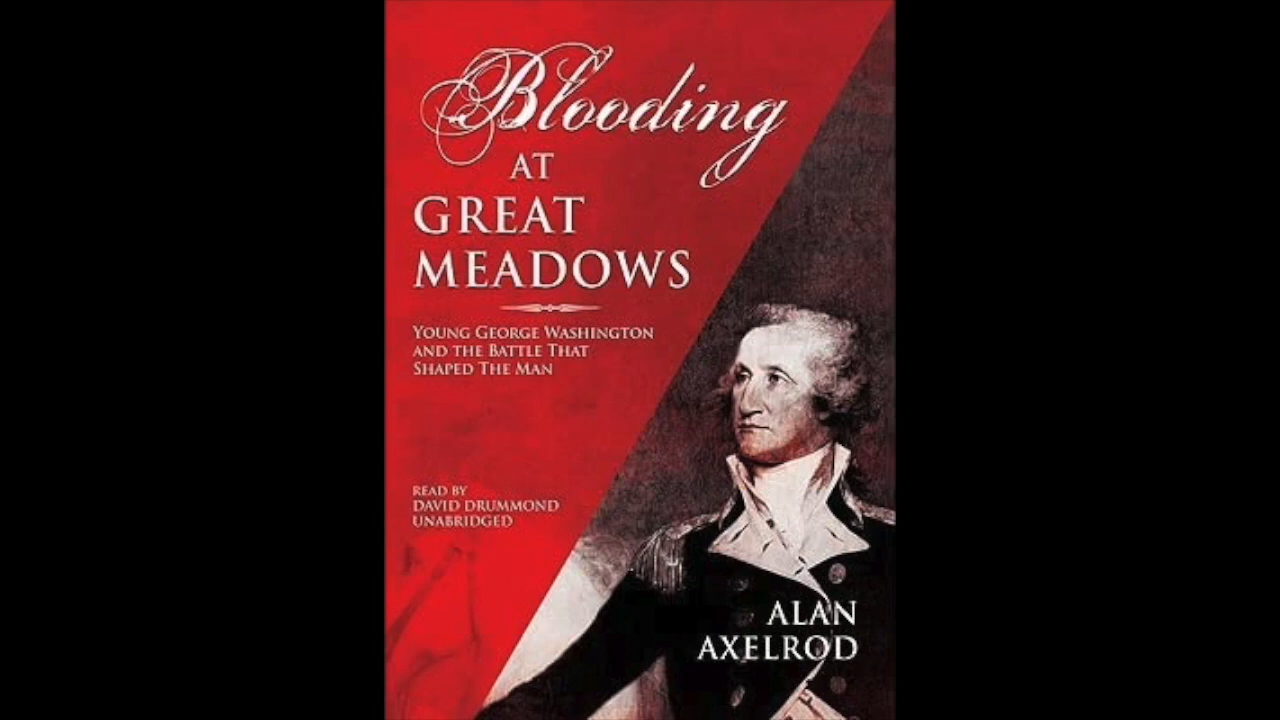 Blooding
AT
GREAT
MEADOWS
YOUNG GEORGE WASHINGTON
AND THE BATTLE THAT
SHAPED THE MAN
READ BY
DAVID DRUMMOND
UNABRIDGED
ALAN
AXELROD